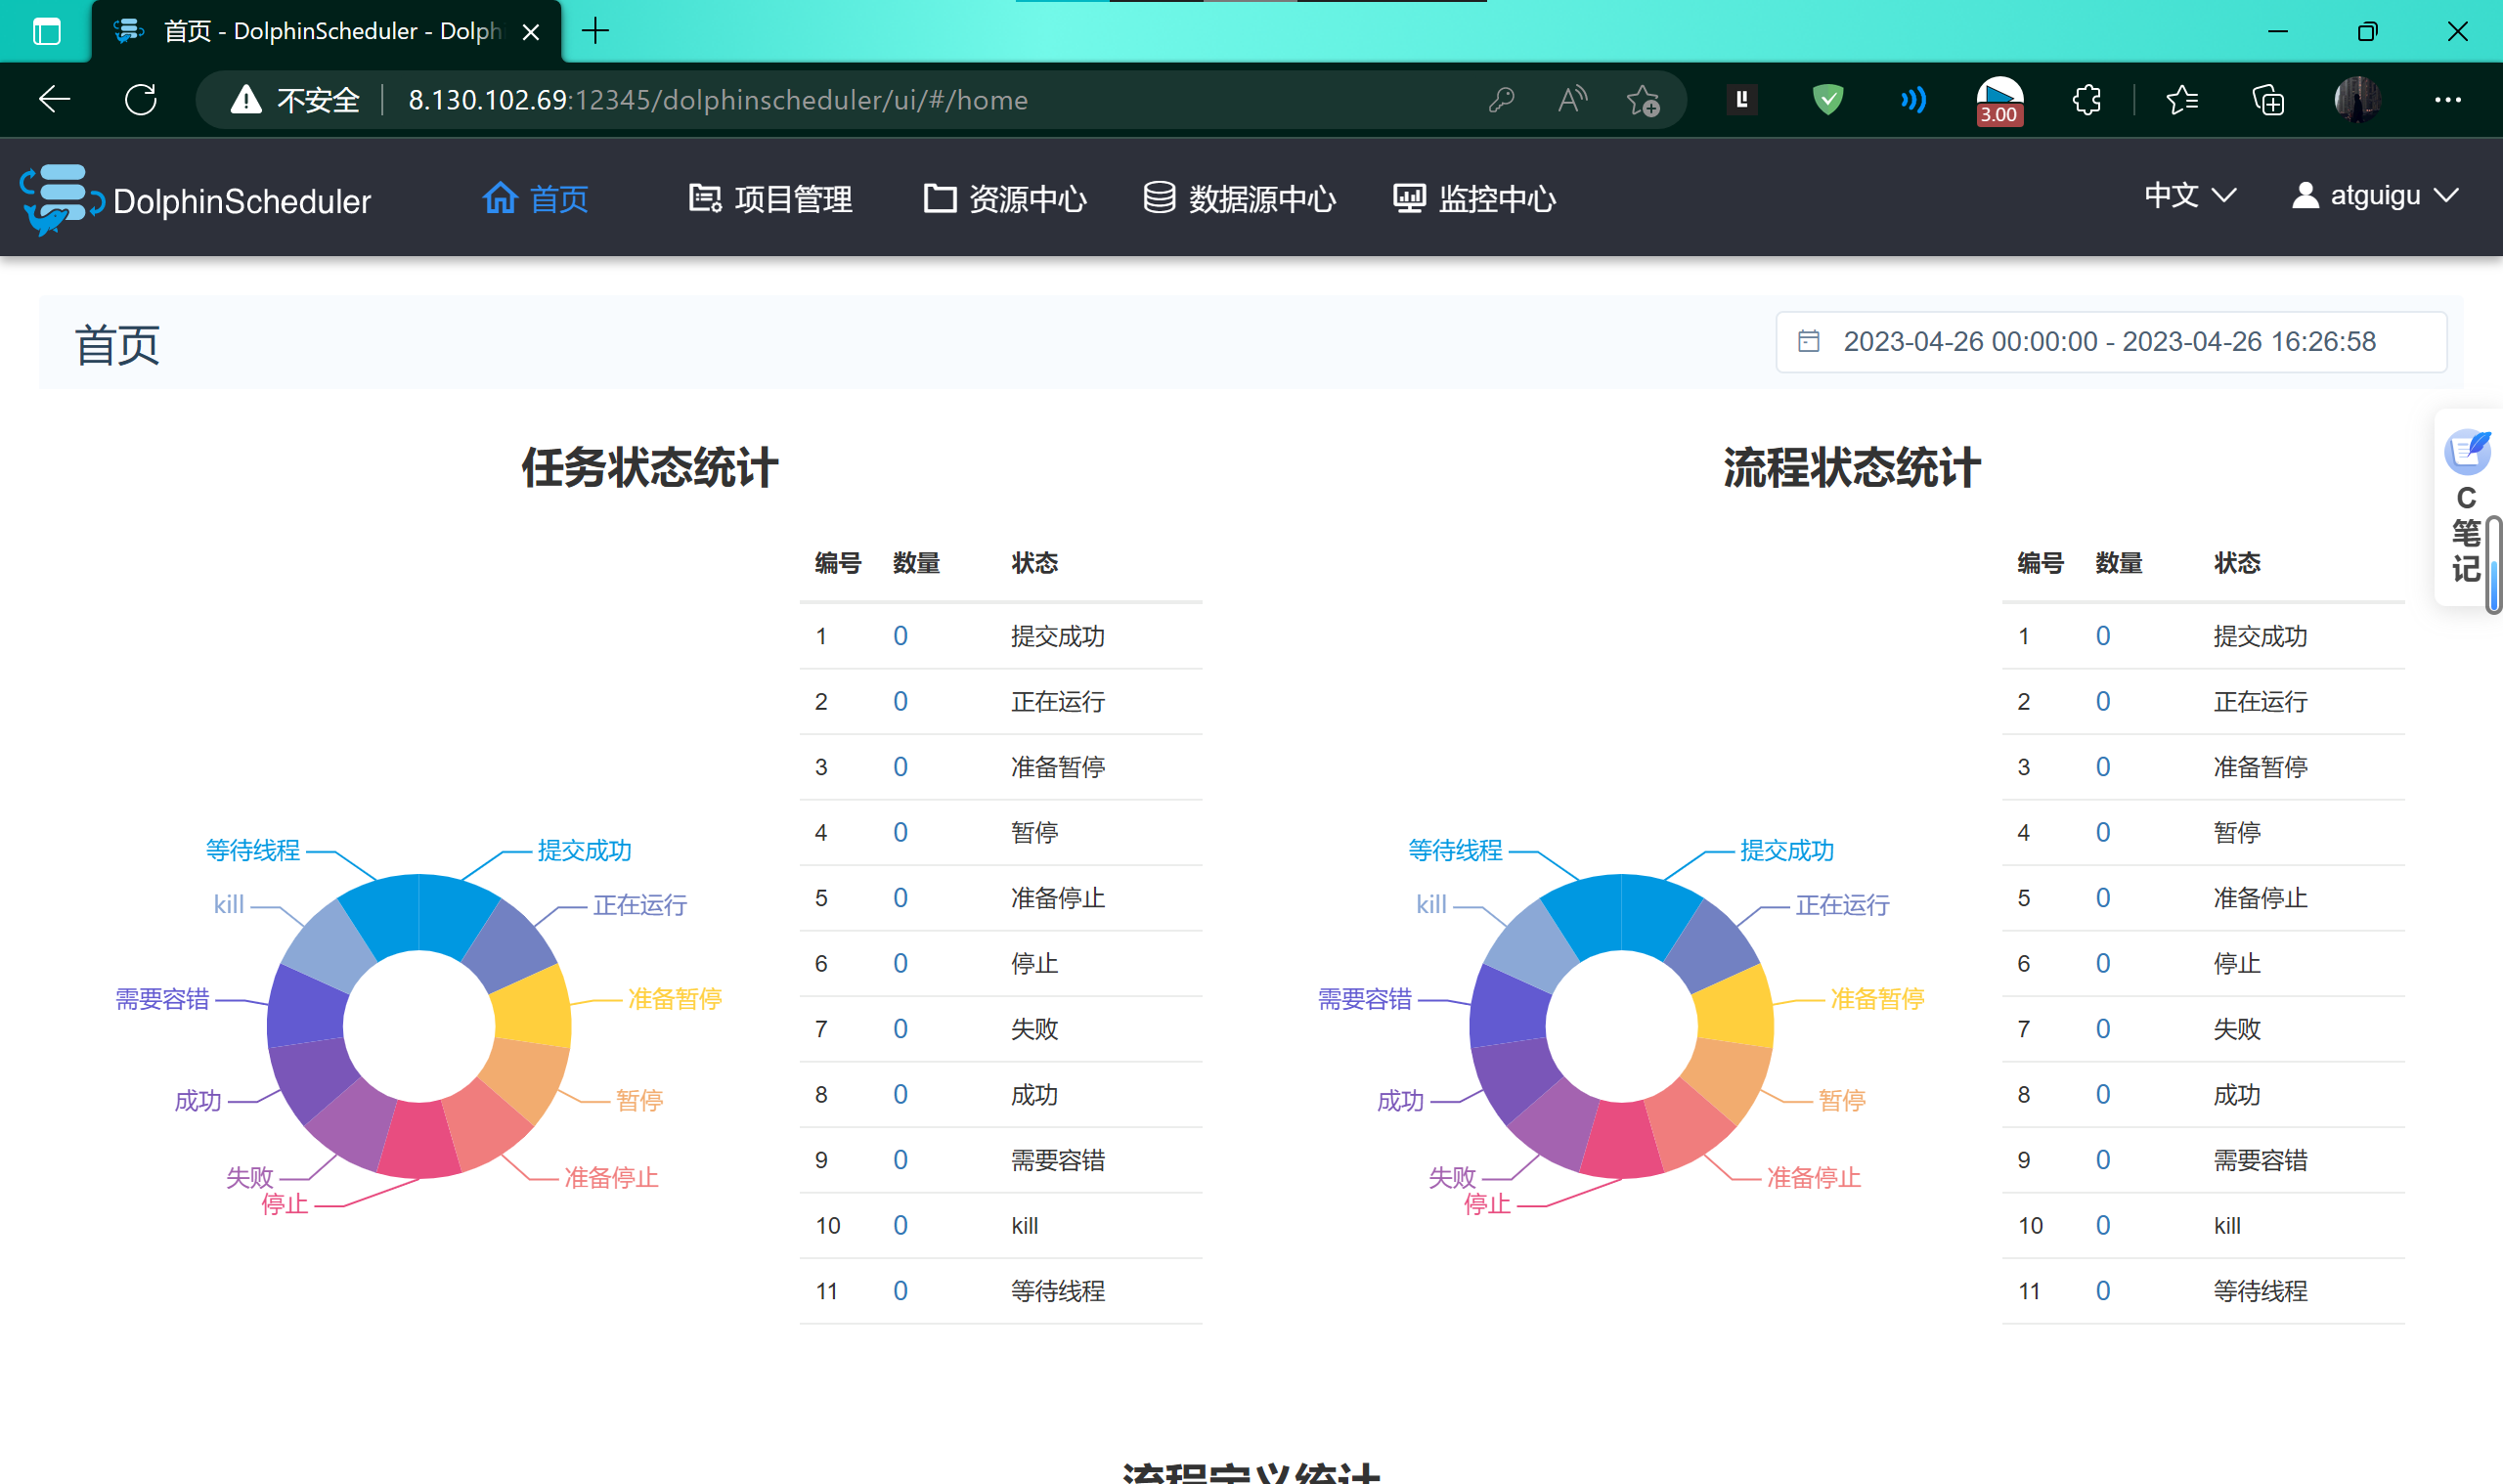 首页 - DolphinScheduler - Dolph
不安全 8.130.102.69:12345/dolphinscheduler/ui/#/home
3.00
DolphinScheduler 首页 项目管理 资源中心 数据源中心 监控中心 中文 atguigu
首页
2023-04-26 00:00:00 - 2023-04-26 16:26:58
C
笔
记
任务状态统计
编号 数量 状态
1 0 提交成功
2 0 正在运行
3 0 准备暂停
4 0 暂停
5 0 准备停止
6 0 停止
7 0 失败
8 0 成功
9 0 需要容错
10 0 kill
11 0 等待线程
等待线程
提交成功
kill
正在运行
需要容错
准备暂停
成功
暂停
失败
准备停止
停止
流程状态统计
编号 数量 状态
1 0 提交成功
2 0 正在运行
3 0 准备暂停
4 0 暂停
5 0 准备停止
6 0 停止
7 0 失败
8 0 成功
9 0 需要容错
10 0 kill
11 0 等待线程
等待线程
提交成功
kill
正在运行
需要容错
准备暂停
成功
暂停
失败
准备停止
停止
流程定义统计